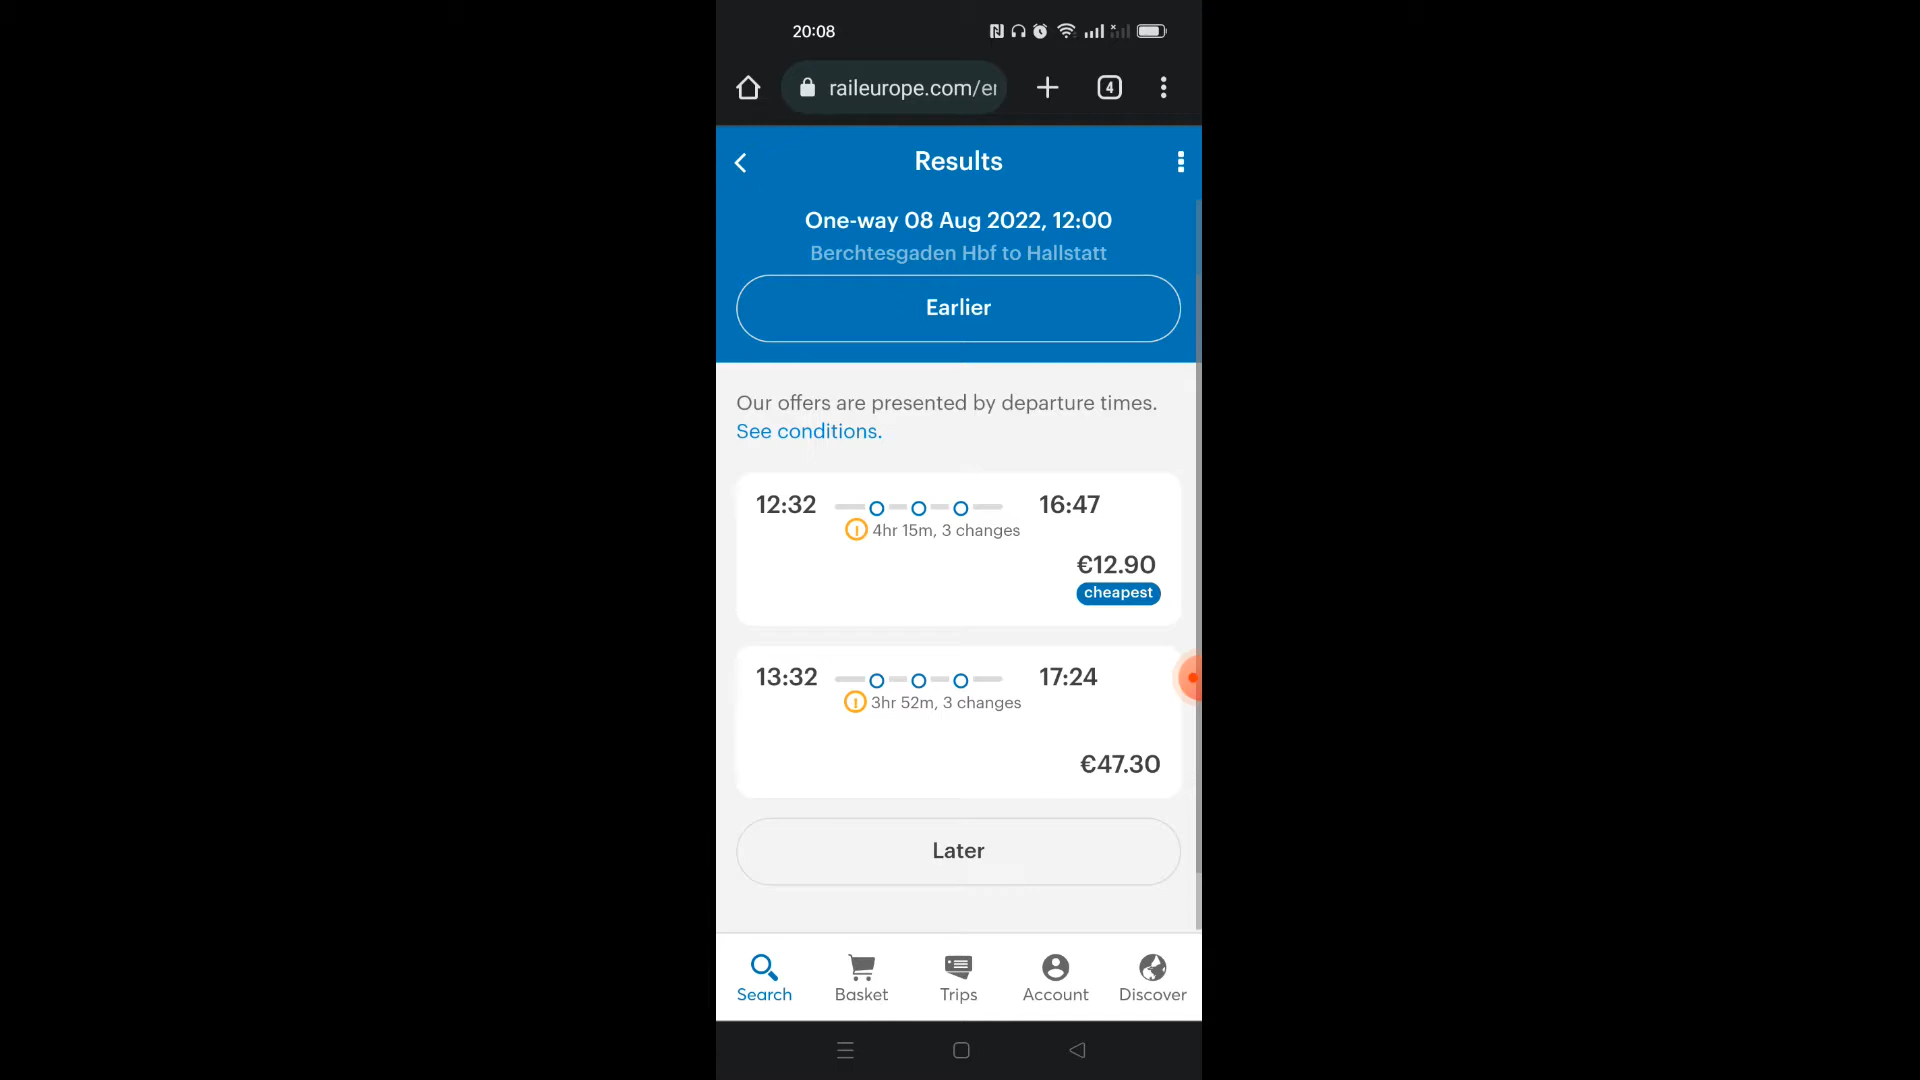 20:08
raileurope.com/er
4
Results
One-way 08 Aug 2022, 12:00
Berchtesgaden Hbf to Hallstatt
Earlier
Our offers are presented by departure times.
See conditions.
12:32 16:47
4hr 15m, 3 changes
€12.90
cheapest
13:32 17:24
3hr 52m, 3 changes
€47.30
Later
Search Basket Trips Account Discover